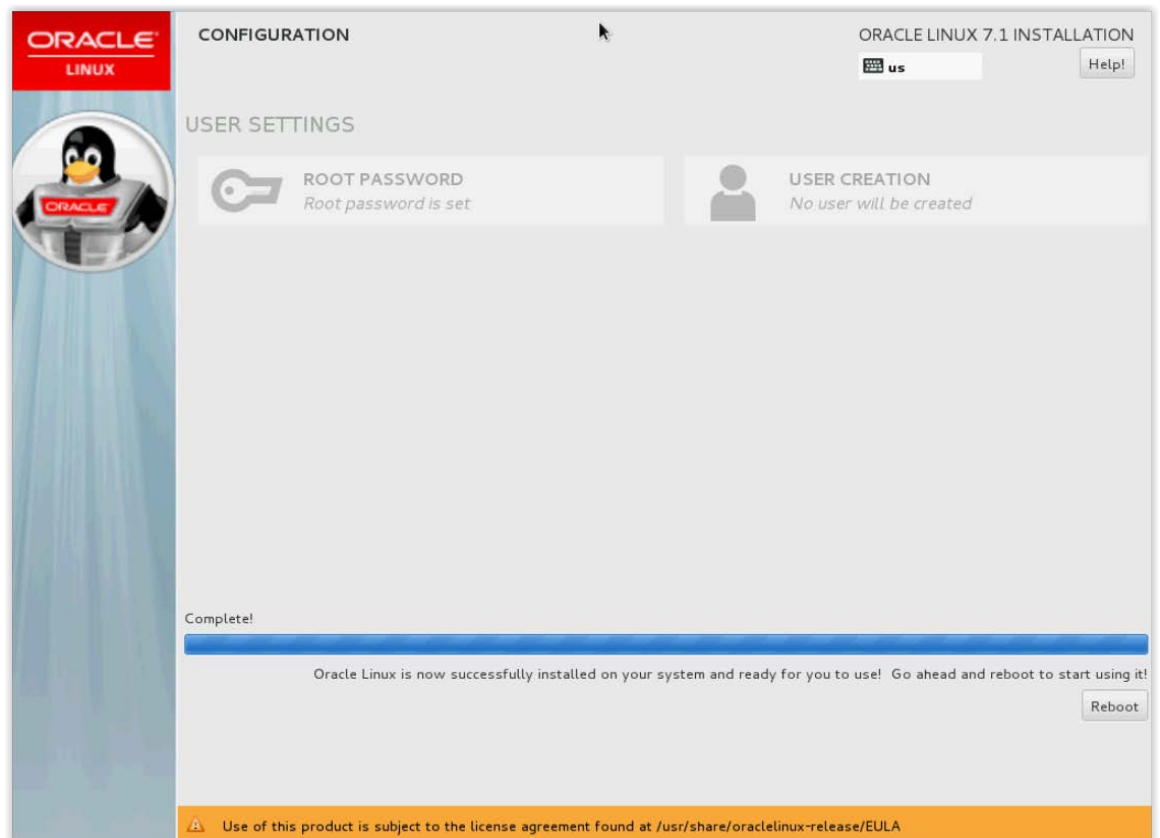 ORACLE
LINUX
CONFIGURATION
ORACLE LINUX 7.1 INSTALLATION
us
Help!
ORACLE
USER SETTINGS
ROOT PASSWORD
Root password is set
USER CREATION
No user will be created
Complete!
Oracle Linux is now successfully installed on your system and ready for you to use! Go ahead and reboot to start using it!
Reboot
Use of this product is subject to the license agreement found at /usr/share/oraclelinux-release/EULA